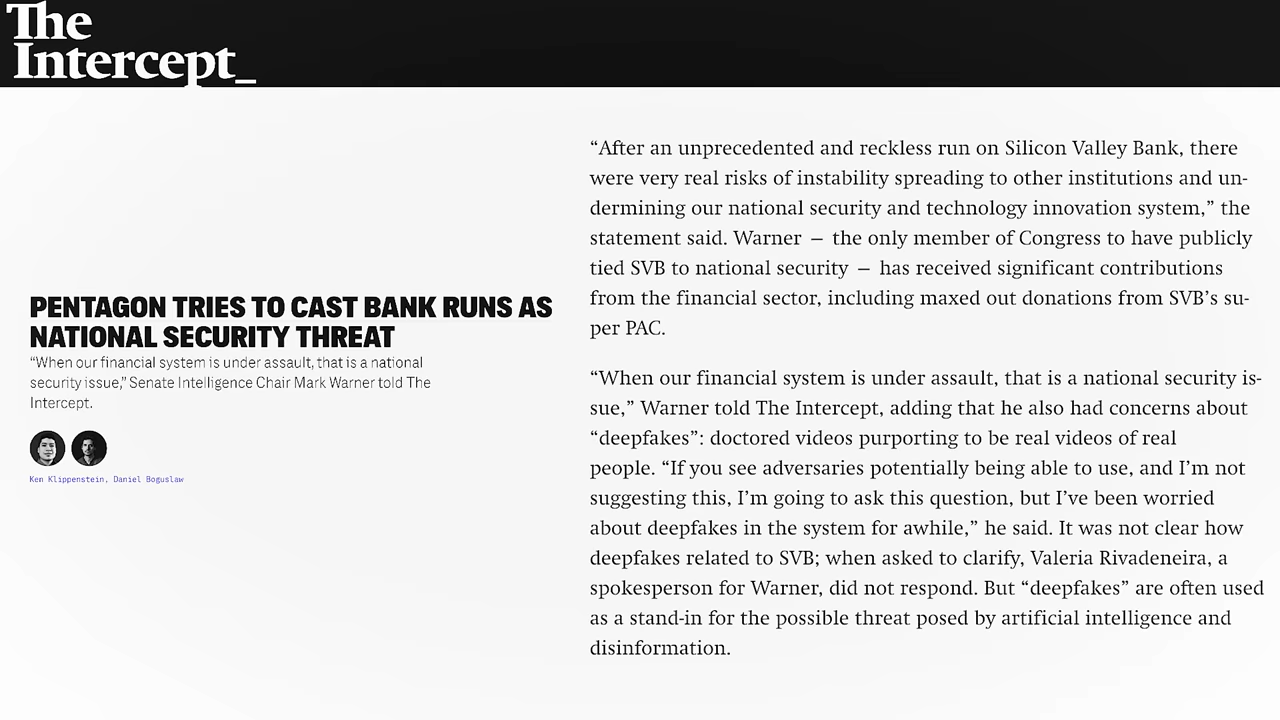 The
Intercept_
PENTAGON TRIES TO CAST BANK RUNS AS
NATIONAL SECURITY THREAT
“When our financial system is under assault, that is a national
security issue,” Senate Intelligence Chair Mark Warner told The
Intercept.
Ken Klippenstein, Daniel Boguslaw
“After an unprecedented and reckless run on Silicon Valley Bank, there
were very real risks of instability spreading to other institutions and un-
dermining our national security and technology innovation system,” the
statement said. Warner – the only member of Congress to have publicly
tied SVB to national security – has received significant contributions
from the financial sector, including maxed out donations from SVB’s su-
per PAC.
“When our financial system is under assault, that is a national security is-
sue,” Warner told The Intercept, adding that he also had concerns about
“deepfakes”: doctored videos purporting to be real videos of real
people. “If you see adversaries potentially being able to use, and I’m not
suggesting this, I’m going to ask this question, but I’ve been worried
about deepfakes in the system for awhile,” he said. It was not clear how
deepfakes related to SVB; when asked to clarify, Valeria Rivadeneira, a
spokesperson for Warner, did not respond. But “deepfakes” are often used
as a stand-in for the possible threat posed by artificial intelligence and
disinformation.